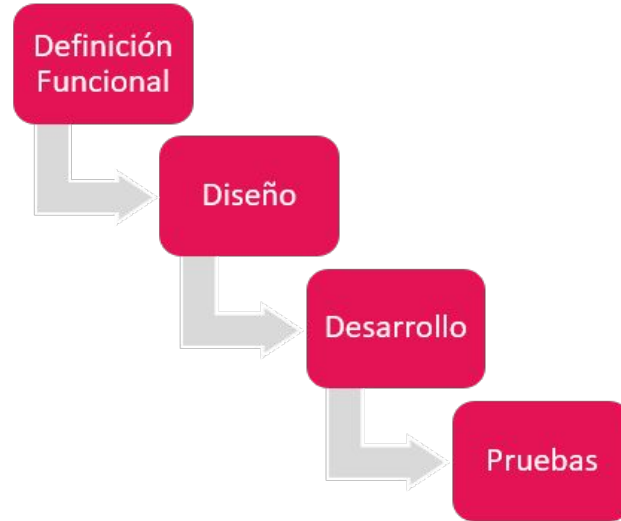 Definición
Funcional
Diseño
Desarrollo
Pruebas